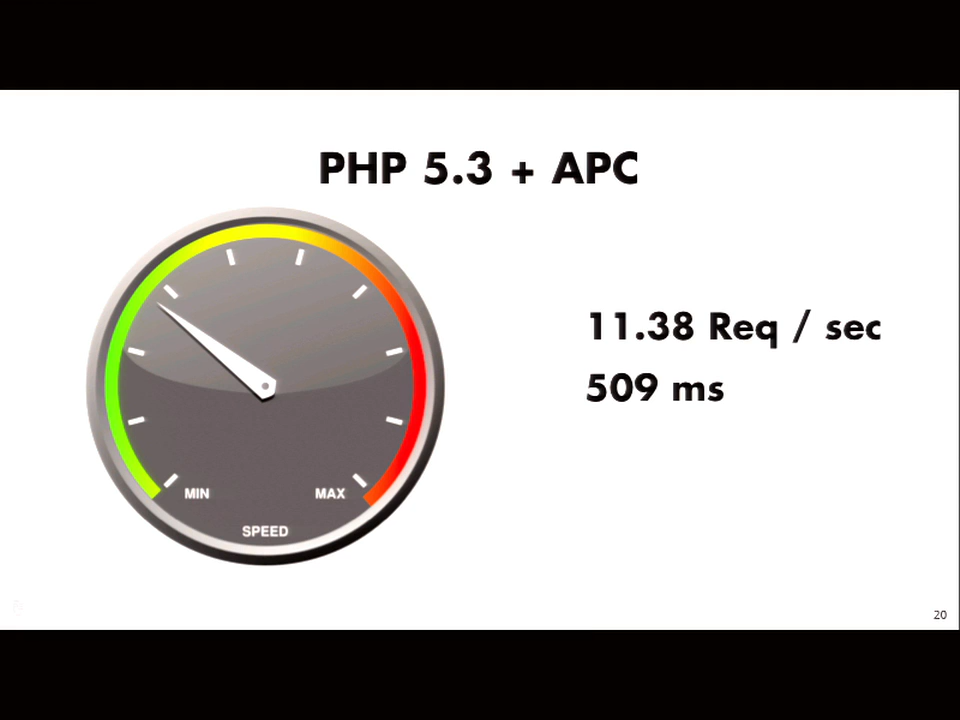 PHP 5.3 + APC
11.38 Req / sec
509 ms
MIN
MAX
SPEED
20